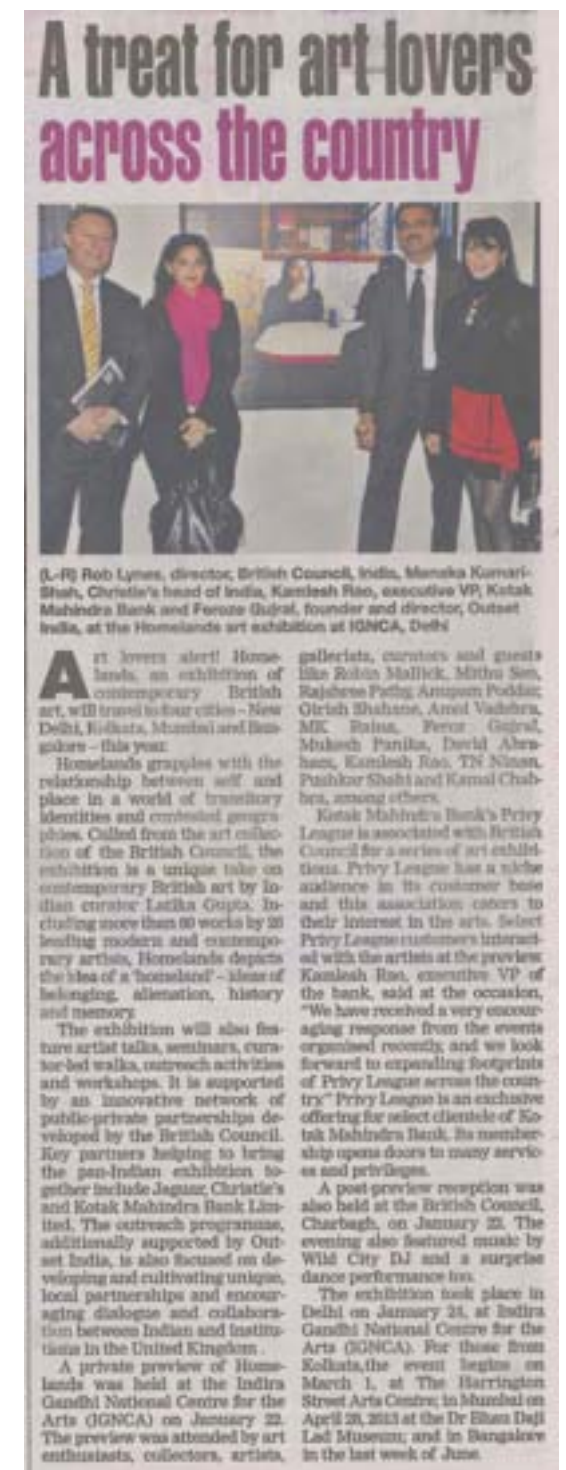 A treat for art lovers
across the country
(L-R) Rob Lynes, director, British Council, India, Menaka Kumari-
Shah, Christie's head of India, Kamlesh Rao, executive VP, Kotak
Mahindra Bank and Feroze Gujral, founder and director, Outset
India, at the Homelands art exhibition at IGNCA, Delhi
Art lovers alert! Home-
lands, an exhibition of
contemporary British
art, will travel to four cities – New
Delhi, Kolkata, Mumbai and Ban-
galore – this year.
Homelands grapples with the
relationship between self and
place in a world of transitory
identities and contested geogra-
phies. Culled from the art collec-
tion of the British Council, the
exhibition is a unique take on
contemporary British art by In-
dian curator Latika Gupta. In-
cluding more than 80 works by 28
leading modern and contempo-
rary artists, Homelands depicts
the idea of a 'homeland' – ideas of
belonging, alienation, history
and memory.
The exhibition will also fea-
ture artist talks, seminars, cura-
tor-led walks, outreach activities
and workshops. It is supported
by an innovative network of
public-private partnerships de-
veloped by the British Council.
Key partners helping to bring
the pan-Indian exhibition to-
gether include Jaguar, Christie's
and Kotak Mahindra Bank Lim-
ited. The outreach programme,
additionally supported by Out-
set India, is also focused on de-
veloping and cultivating unique,
local partnerships and encour-
aging dialogue and collabora-
tion between Indian and institu-
tions in the United Kingdom .
A private preview of Home-
lands was held at the Indira
Gandhi National Centre for the
Arts (IGNCA) on January 22.
The preview was attended by art
enthusiasts, collectors, artists,
gallerists, curators and guests
like Robin Mallick, Mithu Sen,
Rajshree Pathy, Anupam Poddar,
Girish Shahane, Amol Vadehra,
MK Raina, Feroz Gujral,
Mukesh Panika, David Abra-
ham, Kamlesh Rao, TN Ninan,
Pushkar Shahi and Kamal Chab-
bra, among others.
Kotak Mahindra Bank's Privy
League is associated with British
Council for a series of art exhibi-
tions. Privy League has a niche
audience in its customer base
and this association caters to
their interest in the arts. Select
Privy League customers interact-
ed with the artists at the preview.
Kamlesh Rao, executive VP of
the bank, said at the occasion,
"We have received a very encour-
aging response from the events
organised recently, and we look
forward to expanding footprints
of Privy League across the coun-
try." Privy League is an exclusive
offering for select clientele of Ko-
tak Mahindra Bank. Its member-
ship opens doors to many servic-
es and privileges.
A post-preview reception was
also held at the British Council,
Charbagh, on January 22. The
evening also featured music by
Wild City DJ and a surprise
dance performance too.
The exhibition took place in
Delhi on January 24, at Indira
Gandhi National Centre for the
Arts (IGNCA). For those from
Kolkata,the event begins on
March 1, at The Harrington
Street Arts Centre; in Mumbai on
April 28, 2013 at the Dr Bhau Daji
Lad Museum; and in Bangalore
in the last week of June.